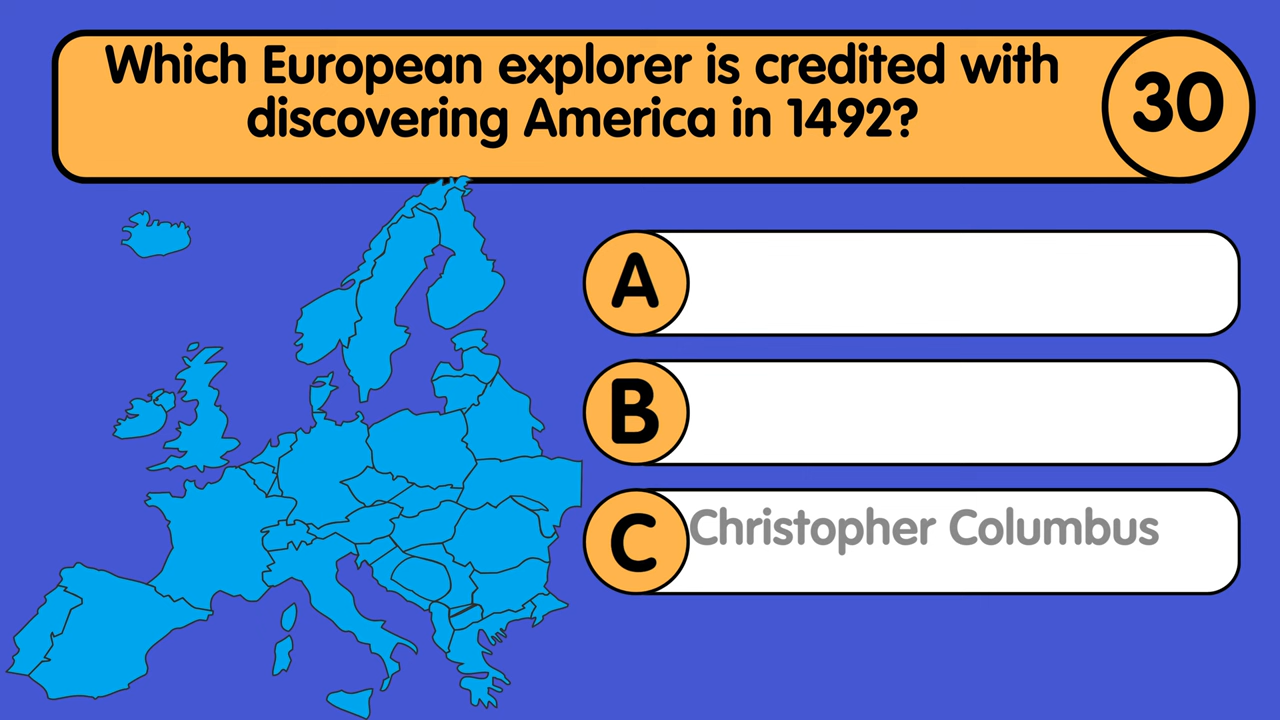 Which European explorer is credited with
discovering America in 1492?
30
A
B
C
Christopher Columbus